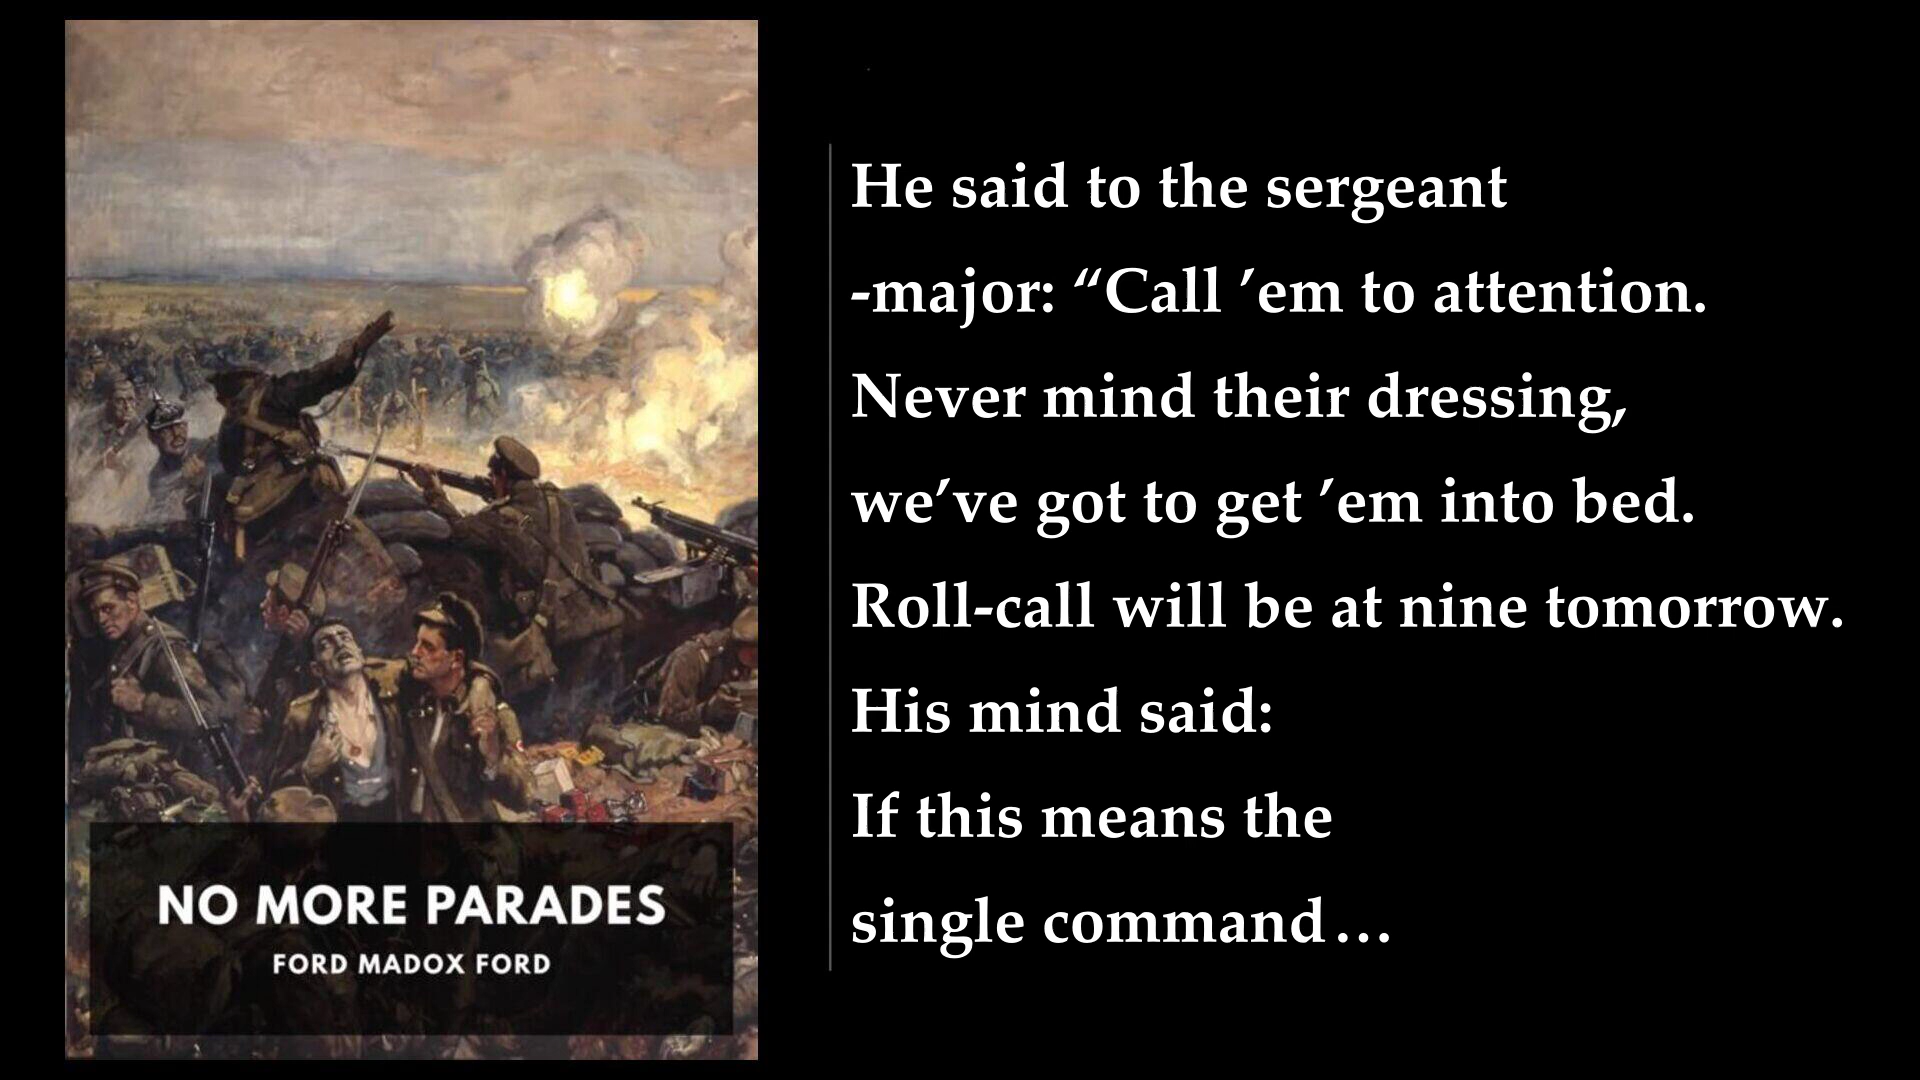 NO MORE PARADES
FORD MADOX FORD
He said to the sergeant
-major: “Call ’em to attention.
Never mind their dressing,
we’ve got to get ’em into bed.
Roll-call will be at nine tomorrow.
His mind said:
If this means the
single command…